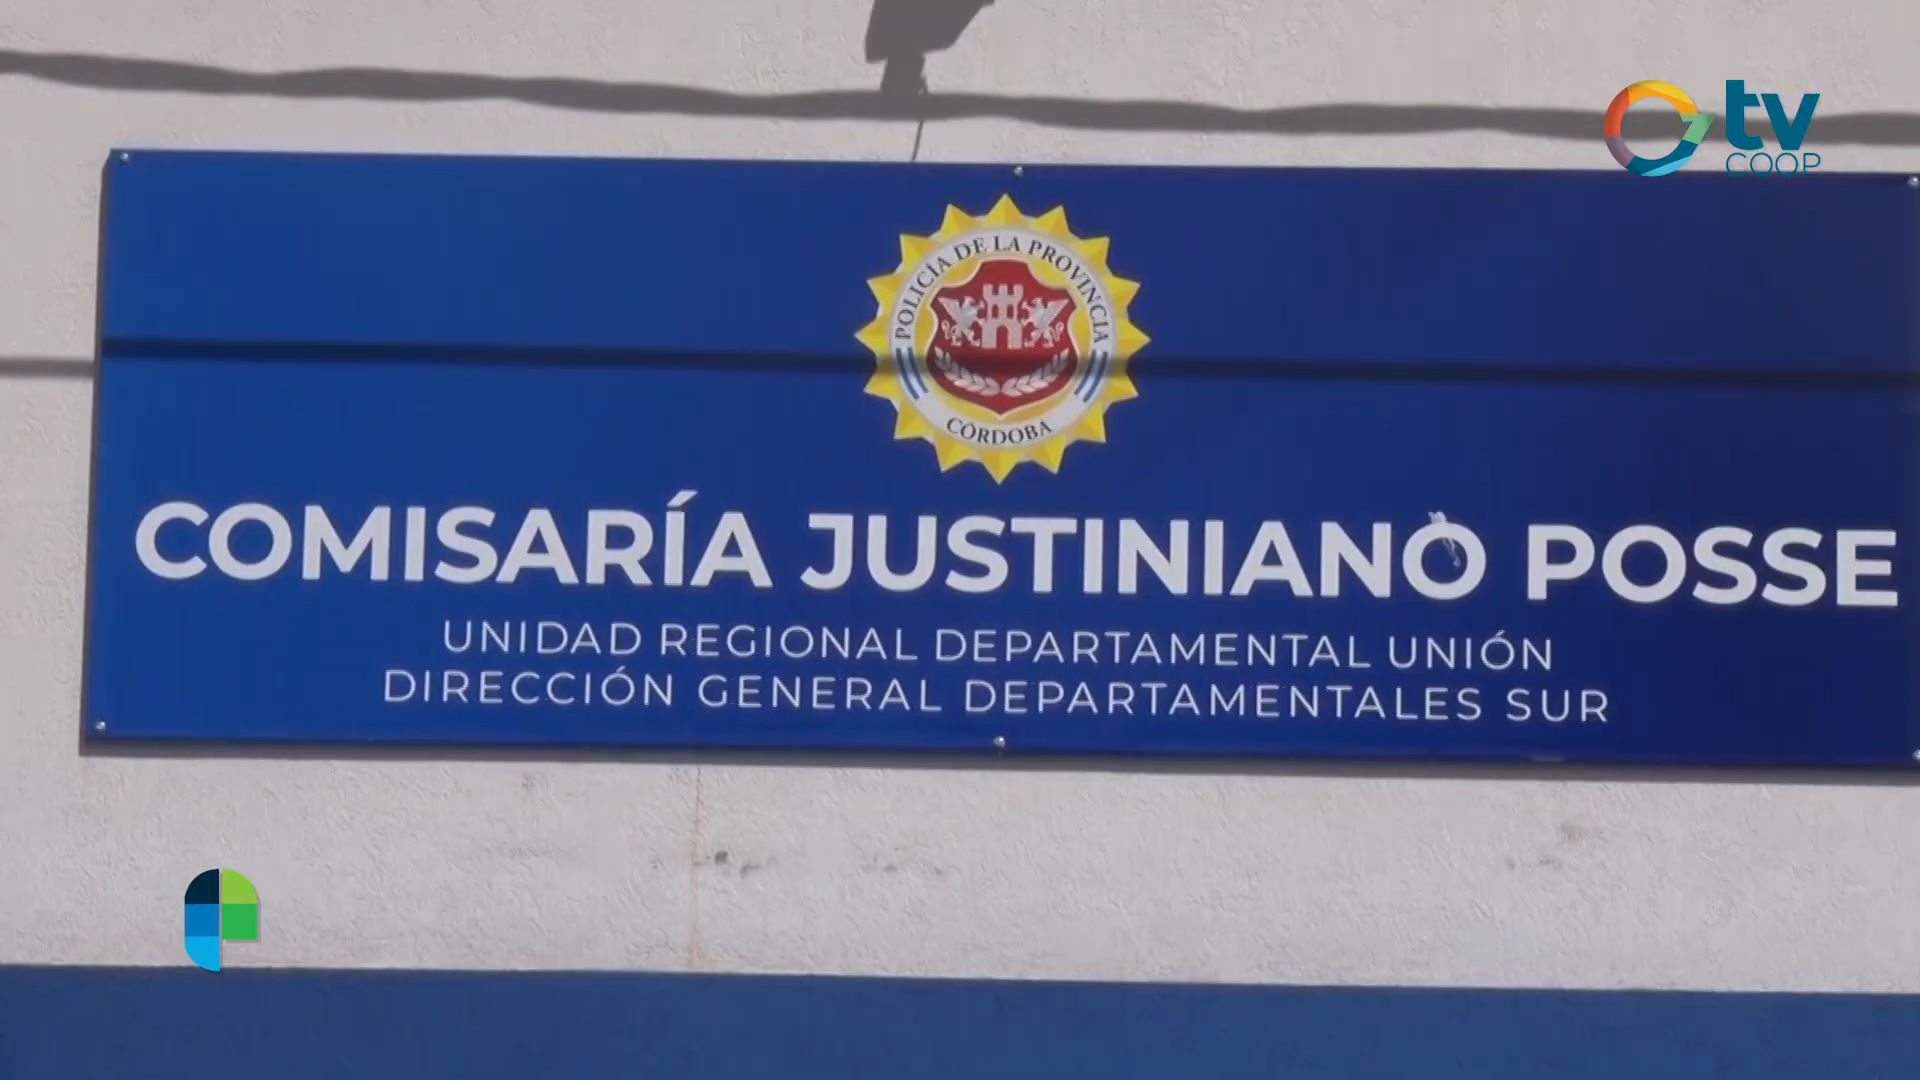 tv
COOP
POLICÍA DE LA PROVINCIA
CÓRDOBA
COMISARÍA JUSTINIANO POSSE
UNIDAD REGIONAL DEPARTAMENTAL UNIÓN
DIRECCIÓN GENERAL DEPARTAMENTALES SUR